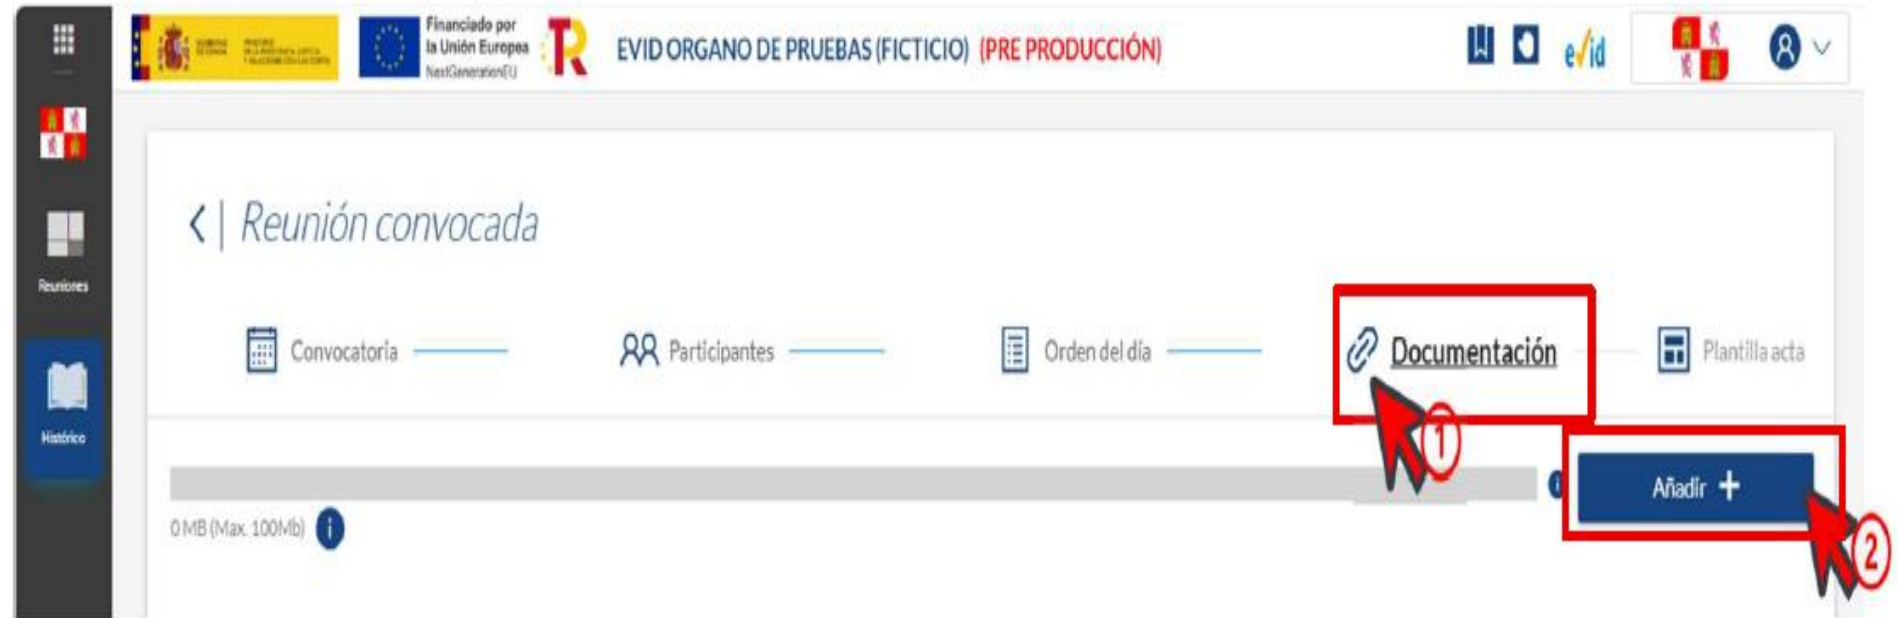 Financiado por
la Unión Europea
NextGenerationEU
EVID ORGANO DE PRUEBAS (FICTICIO) (PRE PRODUCCIÓN)
e√id
Reunión convocada
Reuniones
Convocatoria
Participantes
Orden del día
Documentación
Plantilla acta
1
Histórico
Añadir +
0 MB (Max. 100Mb) i
2